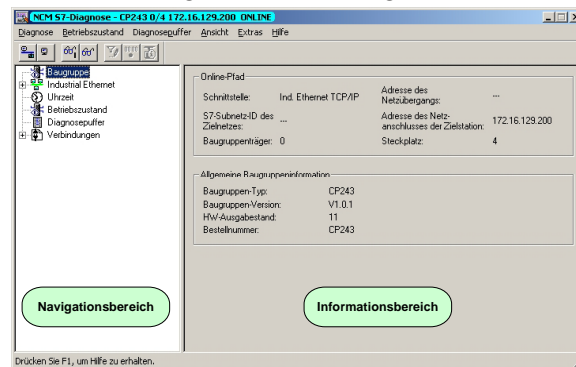 NCM S7-Diagnose - CP243 0/4 172.16.129.200 ONLINE
Diagnose Betriebszustand Diagnosepuffer Ansicht Extras Hilfe
Baugruppe
Industrial Ethernet
Uhrzeit
Betriebszustand
Diagnosepuffer
Verbindungen
Online-Pfad
Schnittstelle: Ind. Ethernet TCP/IP Adresse des Netzübergangs: ---
S7-Subnetz-ID des Zielnetzes: --- Adresse des Netz-anschlusses der Zielstation: 172.16.129.200
Baugruppenträger: 0 Steckplatz: 4
Allgemeine Baugruppeninformation
Baugruppen-Typ: CP243
Baugruppen-Version: V1.0.1
HW-Ausgabestand: 11
Bestellnummer: CP243
Navigationsbereich
Informationsbereich
Drücken Sie F1, um Hilfe zu erhalten.